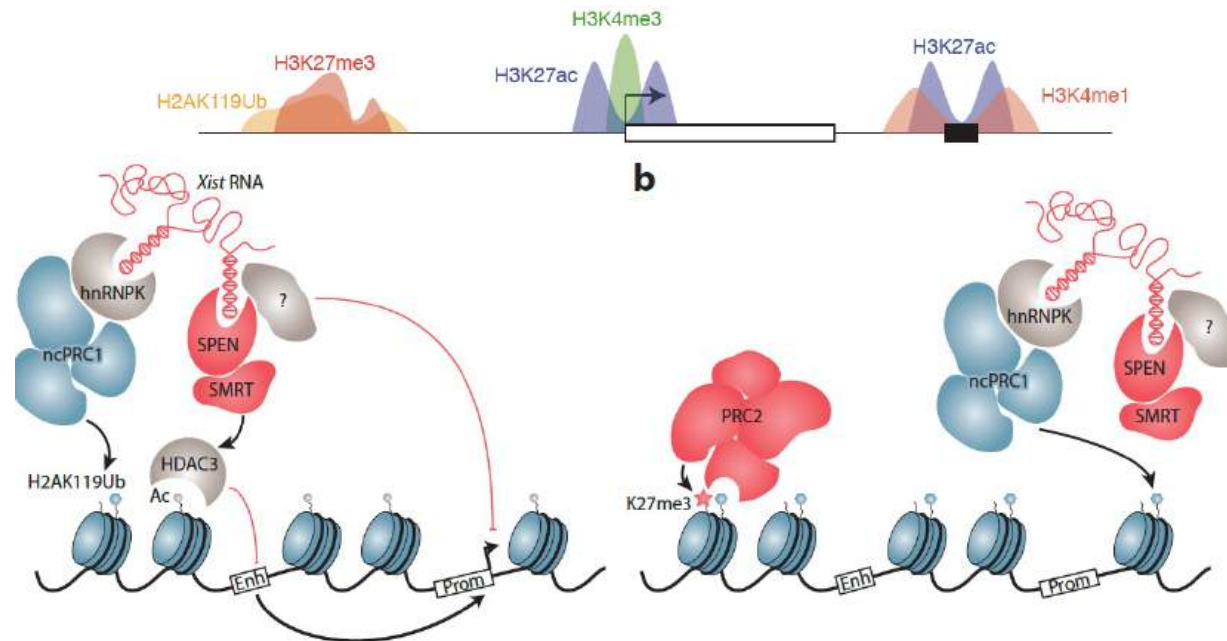 H3K4me3
H3K27me3
H3K27ac
H3K27ac
H2AK119Ub
H3K4me1
Xist RNA
hnRNPK
?
ncPRC1
SPEN
SMRT
HDAC3
H2AK119Ub
Ac
Enh
Prom
b
hnRNPK
?
ncPRC1
SPEN
SMRT
PRC2
K27me3
Enh
Prom